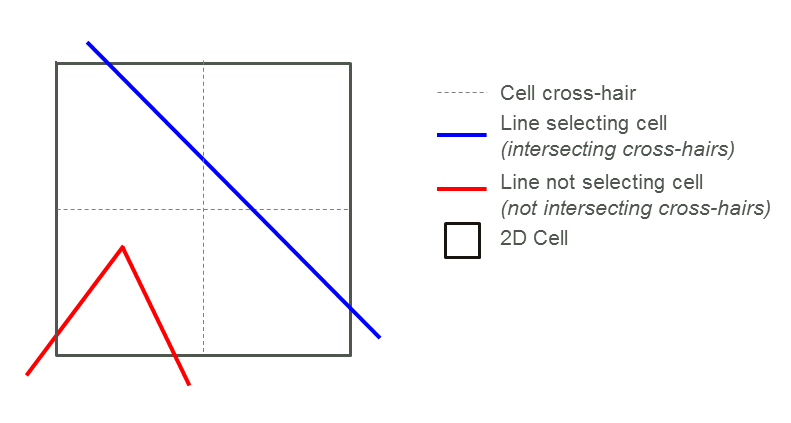 Cell cross-hair
Line selecting cell
(intersecting cross-hairs)
Line not selecting cell
(not intersecting cross-hairs)
2D Cell